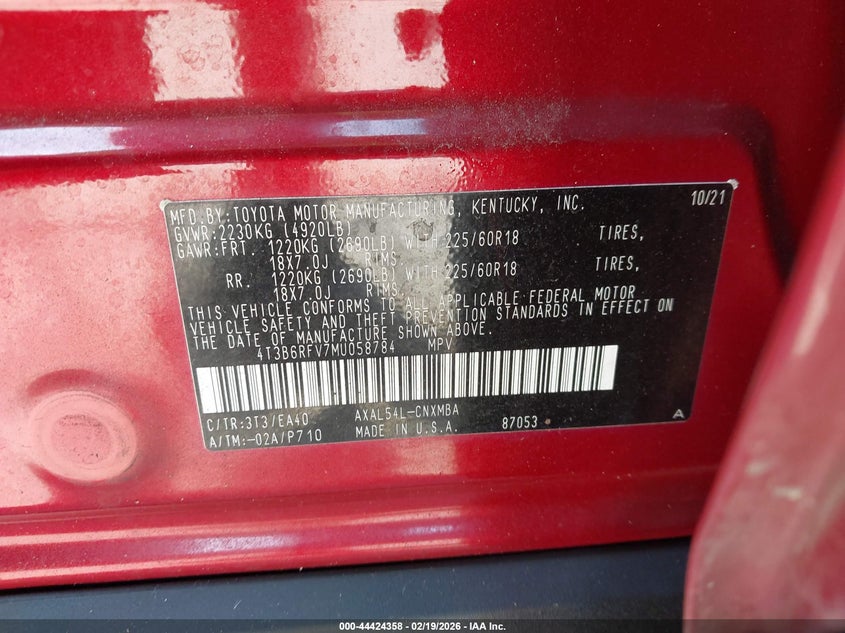 MFD.BY:TOYOTA MOTOR MANUFACTURING, KENTUCKY, INC. 10/21
GVWR:2230KG (4920LB)
GAWR:FRT. 1220KG (2690LB) WITH 225/60R18 TIRES,
18X7.0J RIMS.
RR. 1220KG (2690LB) WITH 225/60R18 TIRES,
18X7.0J RIMS.
THIS VEHICLE CONFORMS TO ALL APPLICABLE FEDERAL MOTOR
VEHICLE SAFETY AND THEFT PREVENTION STANDARDS IN EFFECT ON
THE DATE OF MANUFACTURE SHOWN ABOVE.
4T3B6RFV7MU058784 MPV
C/TR:3T3/EA40 AXAL54L-CNXMBA A
A/TM:-02A/P710 MADE IN U.S.A. 87053
000-44424358 - 02/19/2026 - IAA Inc.